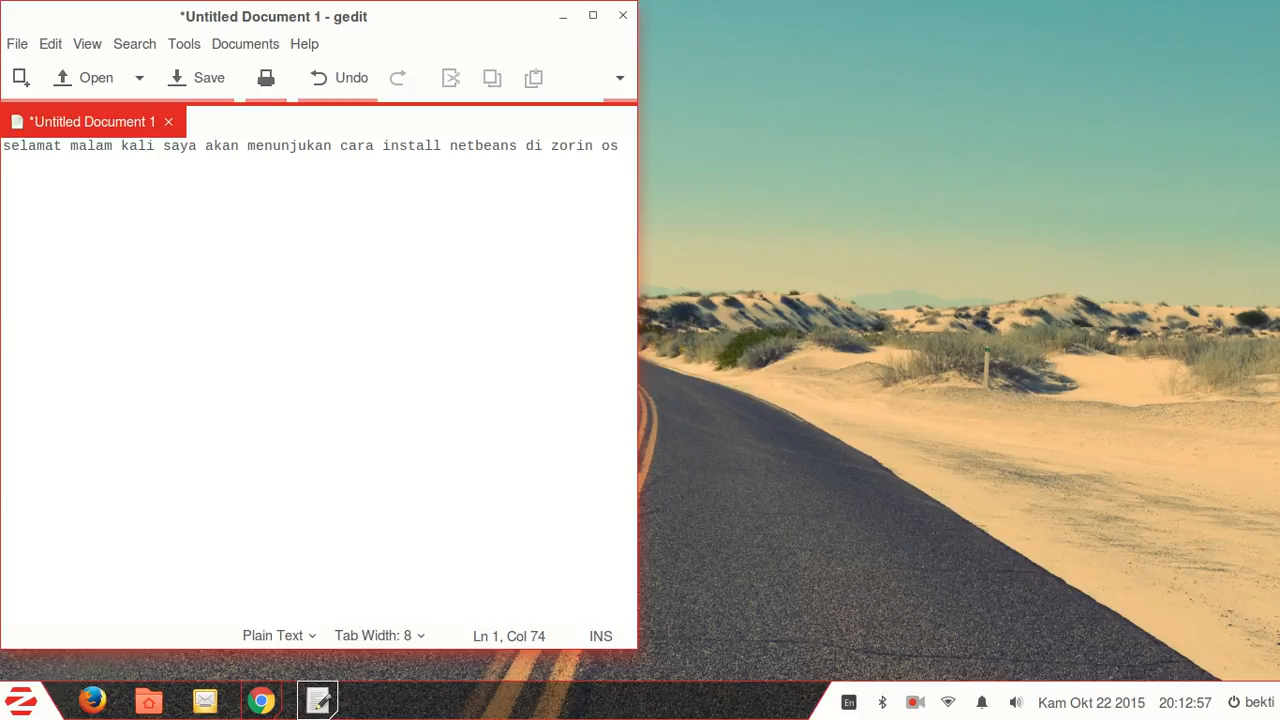 *Untitled Document 1 - gedit
File Edit View Search Tools Documents Help
Open Save Undo
*Untitled Document 1
selamat malam kali saya akan menunjukan cara install netbeans di zorin os
Plain Text Tab Width: 8 Ln 1, Col 74 INS
En Kam Okt 22 2015 20:12:57 bekti